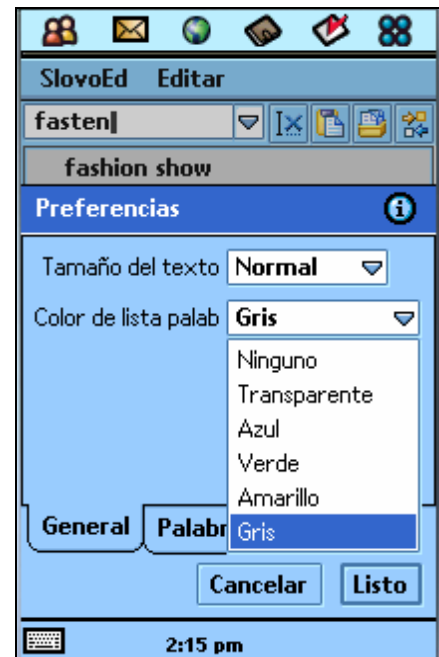 SlovoEd Editar
fasten
fashion show
Preferencias
Tamaño del texto Normal
Color de lista palab Gris
Ninguno
Transparente
Azul
Verde
Amarillo
Gris
General Palabr
Cancelar Listo
2:15 pm